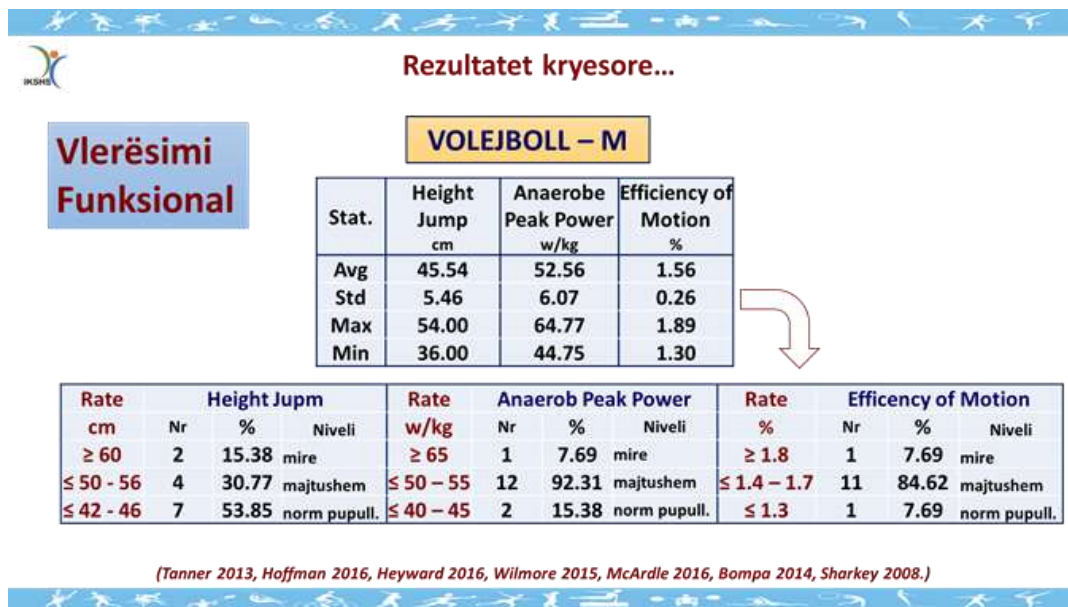 IKSHS
Rezultatet kryesore...
Vlerësimi
Funksional
VOLEJBOLL – M
Stat. Height Jump cm Anaerobe Peak Power w/kg Efficiency of Motion %
Avg 45.54 52.56 1.56
Std 5.46 6.07 0.26
Max 54.00 64.77 1.89
Min 36.00 44.75 1.30
Rate Height Jupm Rate Anaerob Peak Power Rate Efficency of Motion
cm Nr % Niveli w/kg Nr % Niveli % Nr % Niveli
≥ 60 2 15.38 mire ≥ 65 1 7.69 mire ≥ 1.8 1 7.69 mire
≤ 50 - 56 4 30.77 majtushem ≤ 50 – 55 12 92.31 majtushem ≤ 1.4 – 1.7 11 84.62 majtushem
≤ 42 - 46 7 53.85 norm pupull. ≤ 40 – 45 2 15.38 norm pupull. ≤ 1.3 1 7.69 norm pupull.
(Tanner 2013, Hoffman 2016, Heyward 2016, Wilmore 2015, McArdle 2016, Bompa 2014, Sharkey 2008.)